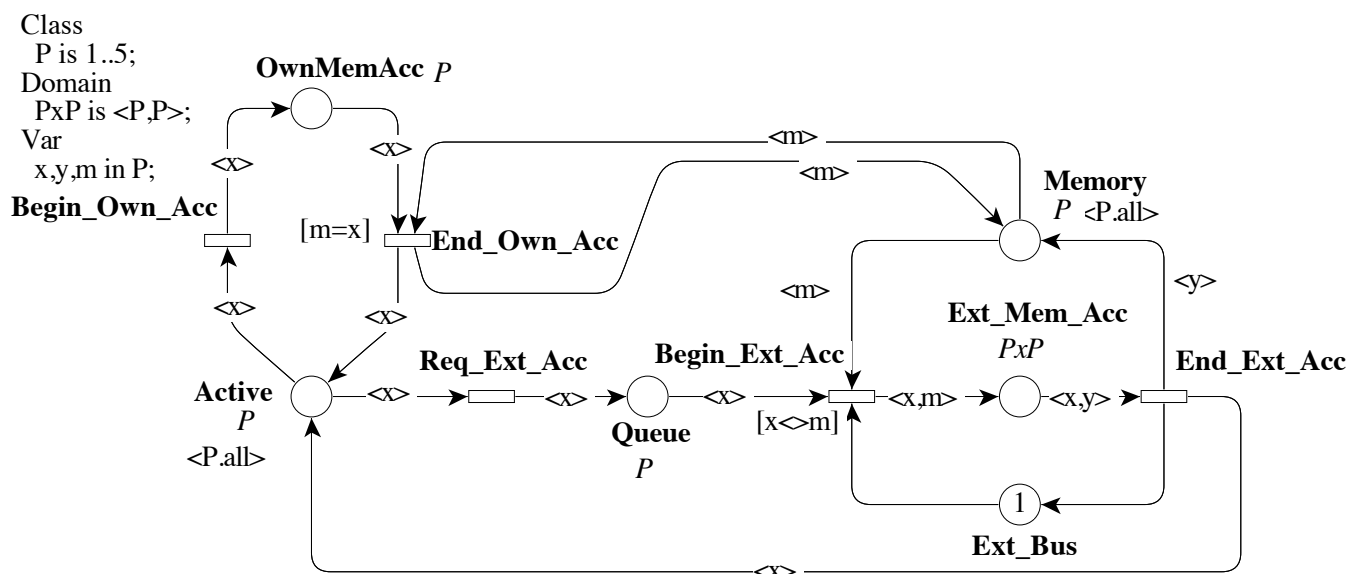 Class
P is 1..5;
Domain
PxP is <P,P>;
Var
x,y,m in P;
OwnMemAcc P
<x>
<x>
<m>
<m>
Begin_Own_Acc
[m=x]
End_Own_Acc
Memory
P <P.all>
<x>
<x>
<m>
<y>
Ext_Mem_Acc
PxP
Begin_Ext_Acc
End_Ext_Acc
Req_Ext_Acc
Active
P
<P.all>
<x>
<x>
<x>
<x,m>
<x,y>
[x<>m]
Queue
P
1
Ext_Bus
<x>